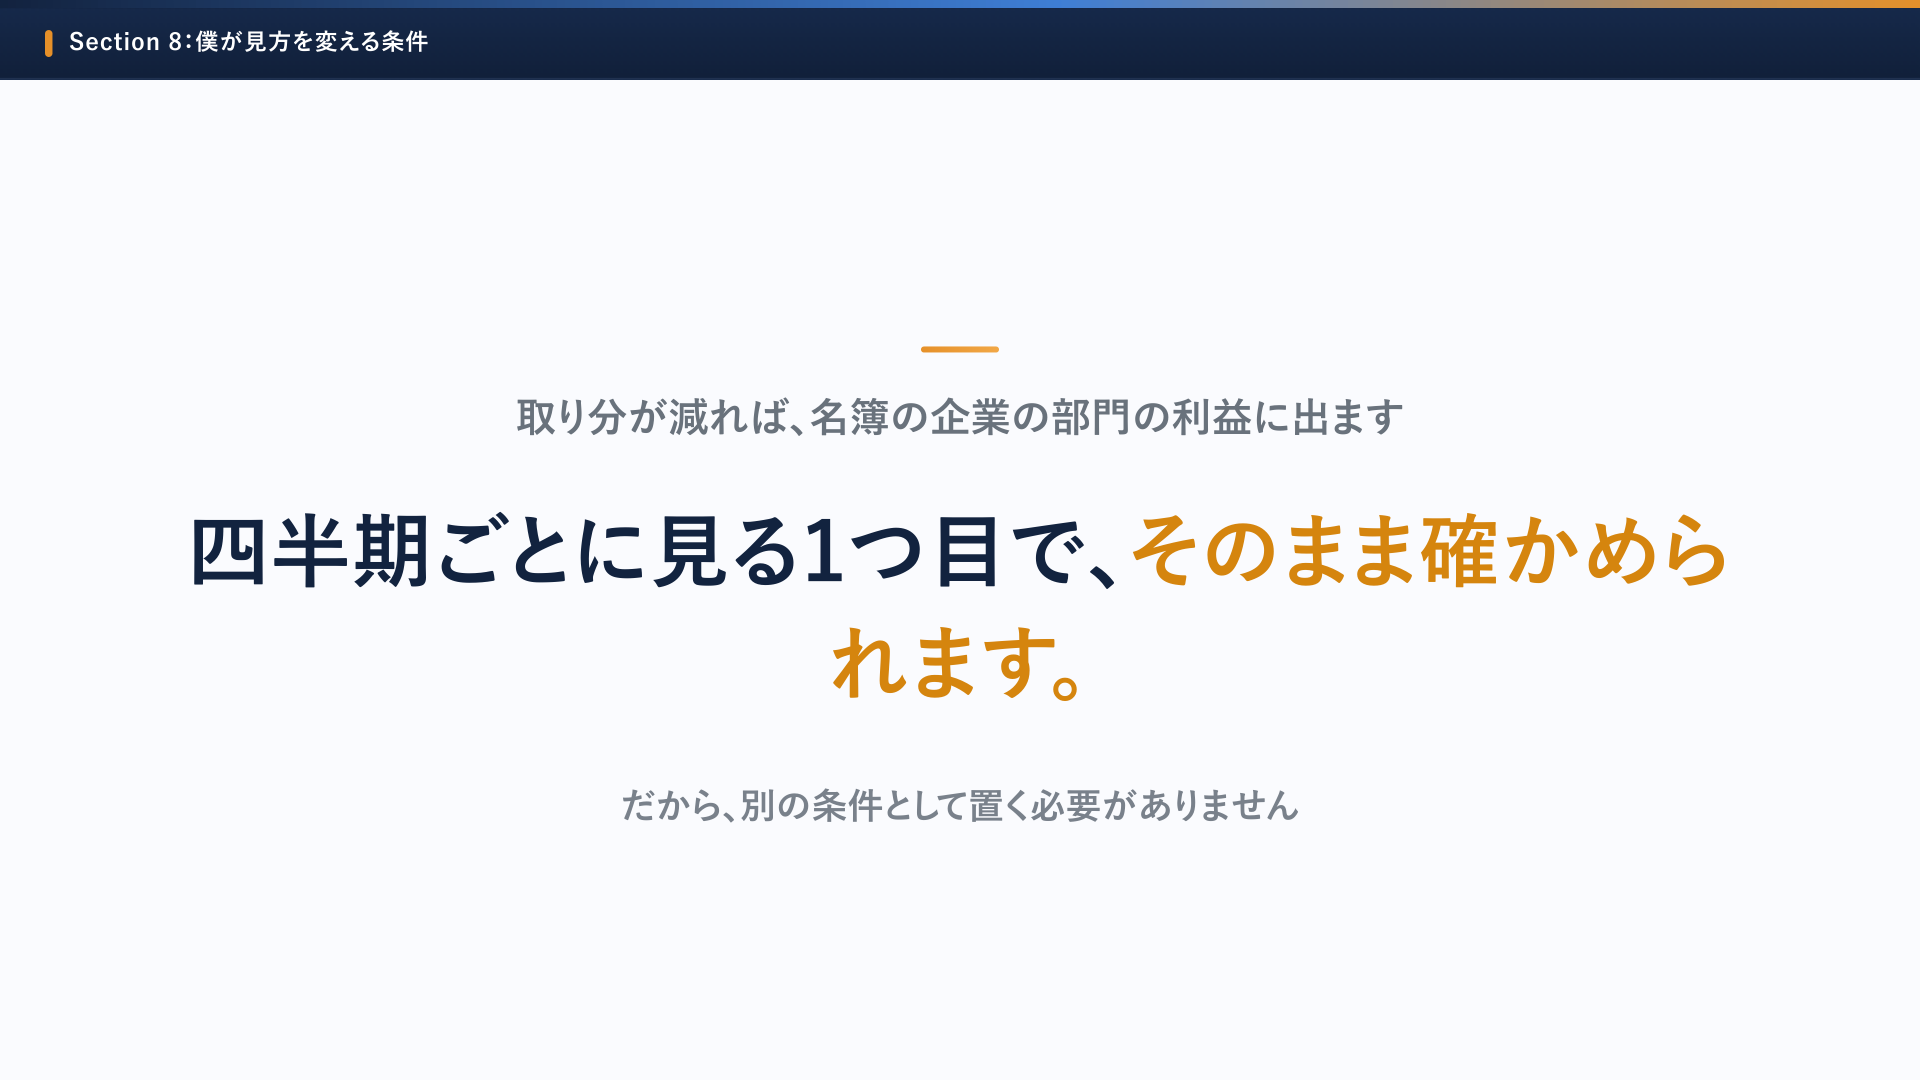 Section 8：僕が見方を変える条件
取り分が減れば、名簿の企業の部門の利益に出ます
四半期ごとに見る1つ目で、そのまま確かめら
れます。
だから、別の条件として置く必要がありません